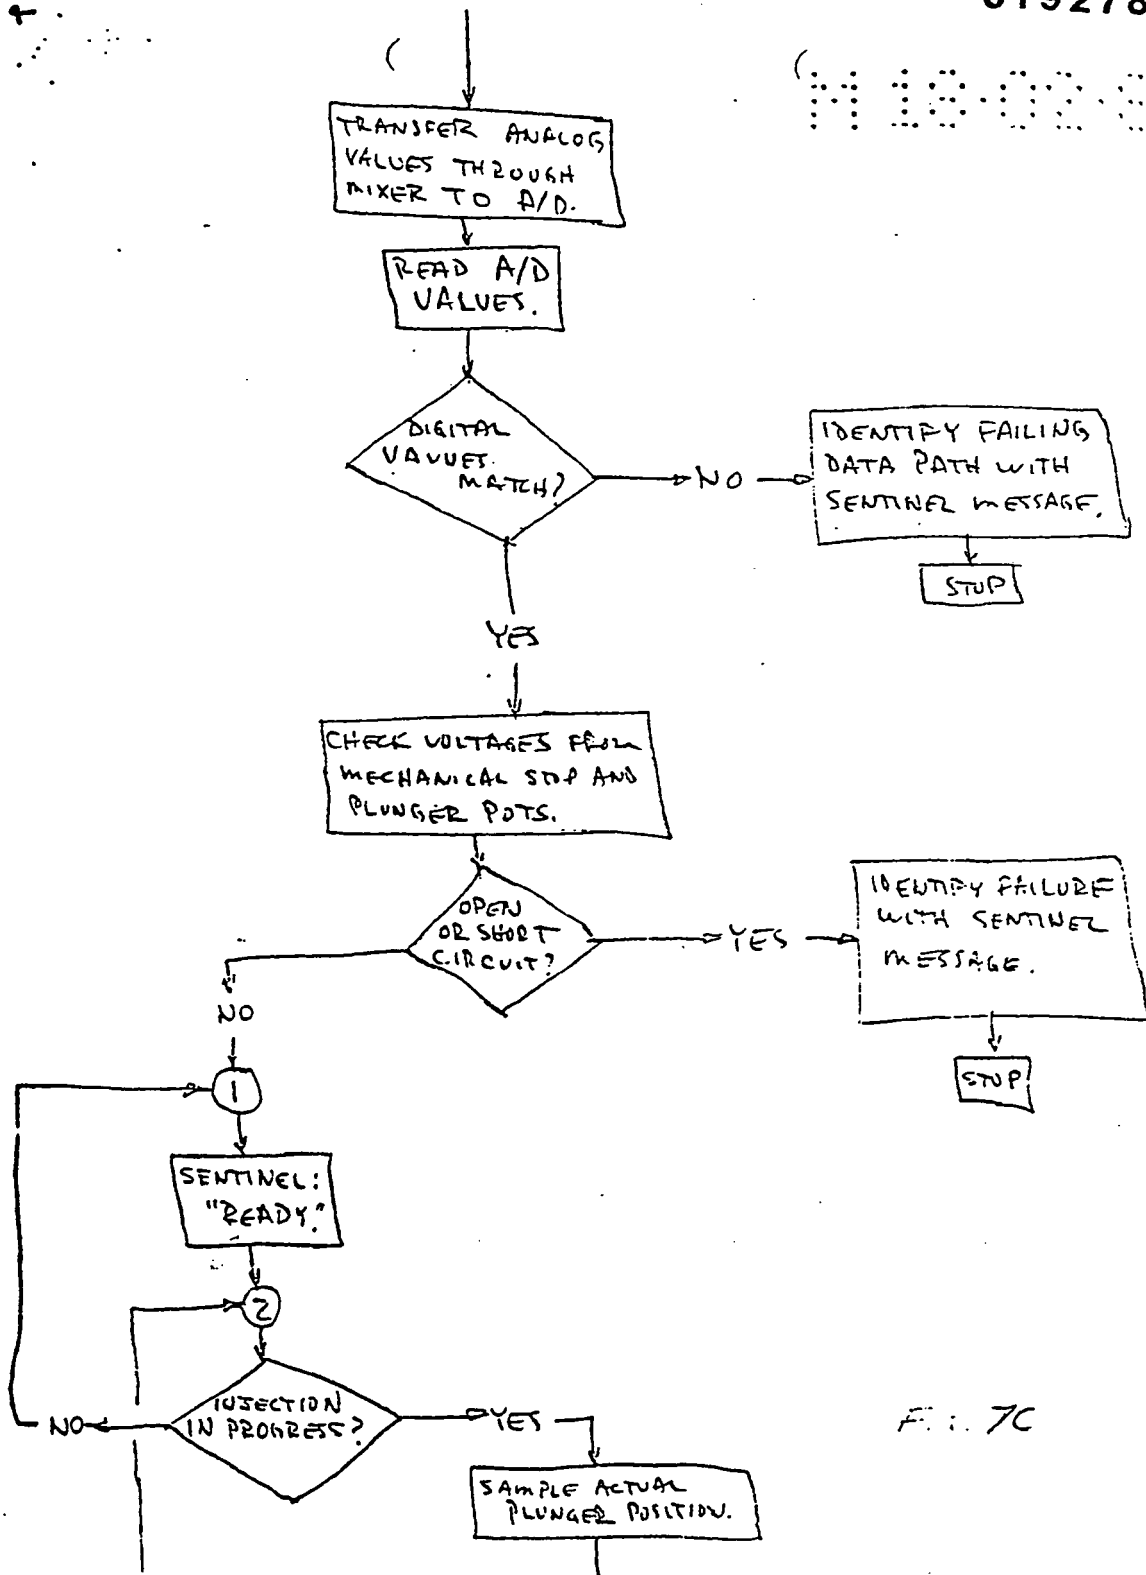 TRANSFER ANALOG
VALUES THROUGH
MIXER TO A/D.
READ A/D
VALUES.
DIGITAL
VAVUES
MATCH?
NO
IDENTIFY FAILING
DATA PATH WITH
SENTINEL MESSAGE.
STOP
YES
CHECK VOLTAGES FROM
MECHANICAL STOP AND
PLUNGER POTS.
OPEN
OR SHORT
CIRCUIT?
YES
IDENTIFY FAILURE
WITH SENTINEL
MESSAGE.
STOP
NO
1
SENTINEL:
"READY."
2
INJECTION
IN PROGRESS?
NO
YES
SAMPLE ACTUAL
PLUNGER POSITION.
7C